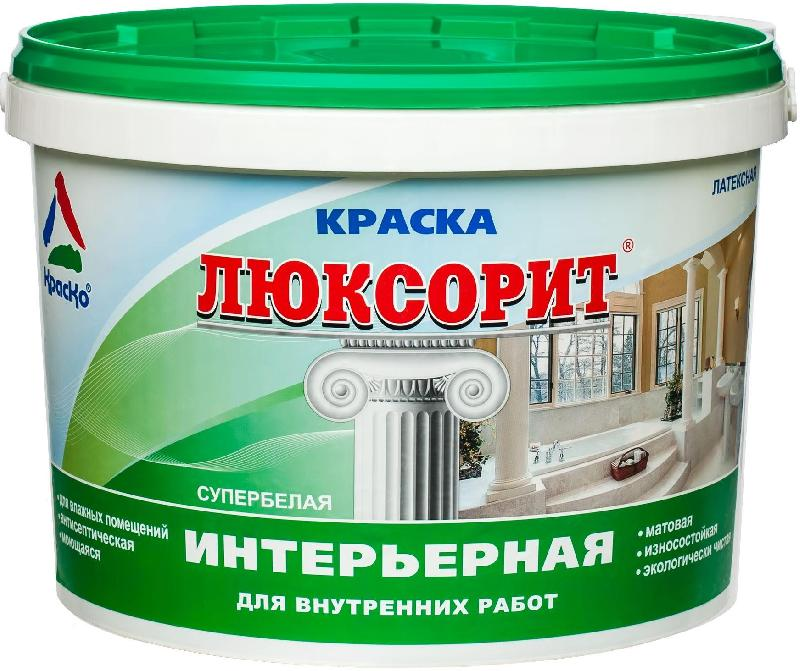 ЛАТЕКСНАЯ
КРАСКА
ЛЮКСОРИТ®
КрасКо®
СУПЕРБЕЛАЯ
•для влажных помещений
•антисептическая
•моющаяся
ИНТЕРЬЕРНАЯ
ДЛЯ ВНУТРЕННИХ РАБОТ
• матовая
• износостойкая
• экологически чистая